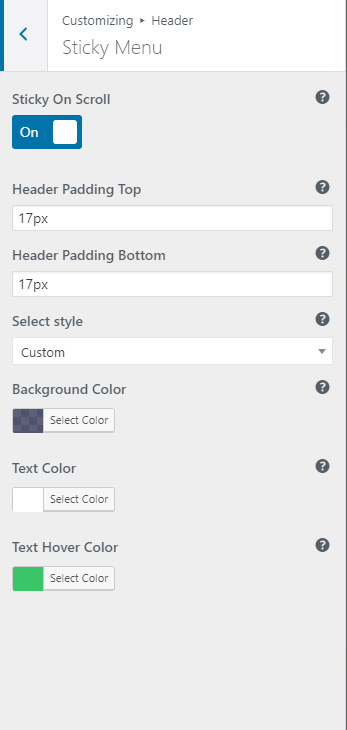 Customizing ▸ Header
Sticky Menu
Sticky On Scroll
?
On
Header Padding Top
?
17px
Header Padding Bottom
?
17px
Select style
?
Custom
Background Color
?
Select Color
Text Color
?
Select Color
Text Hover Color
?
Select Color